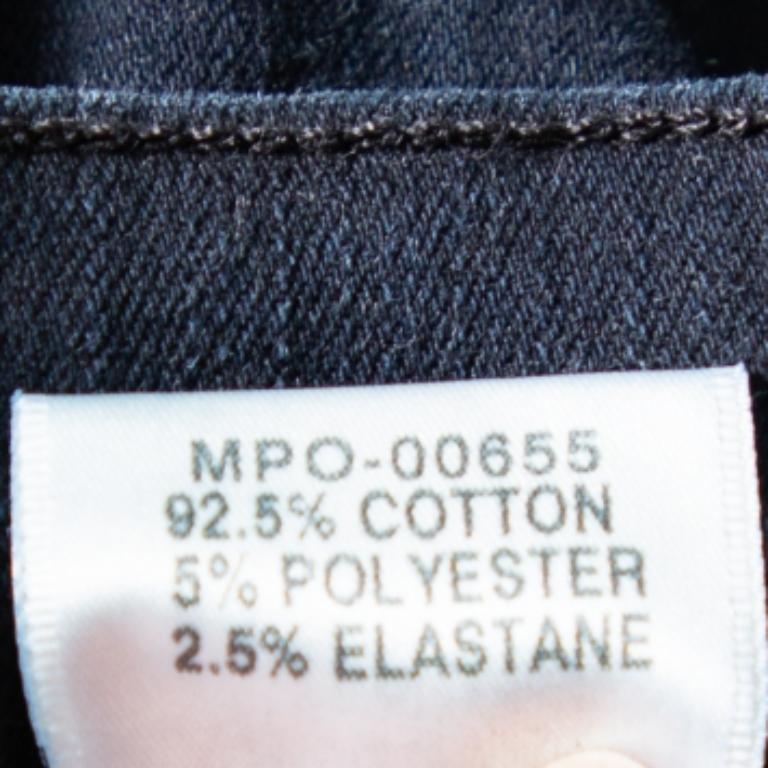 MPO-00655
92.5% COTTON
5% POLYESTER
2.5% ELASTANE